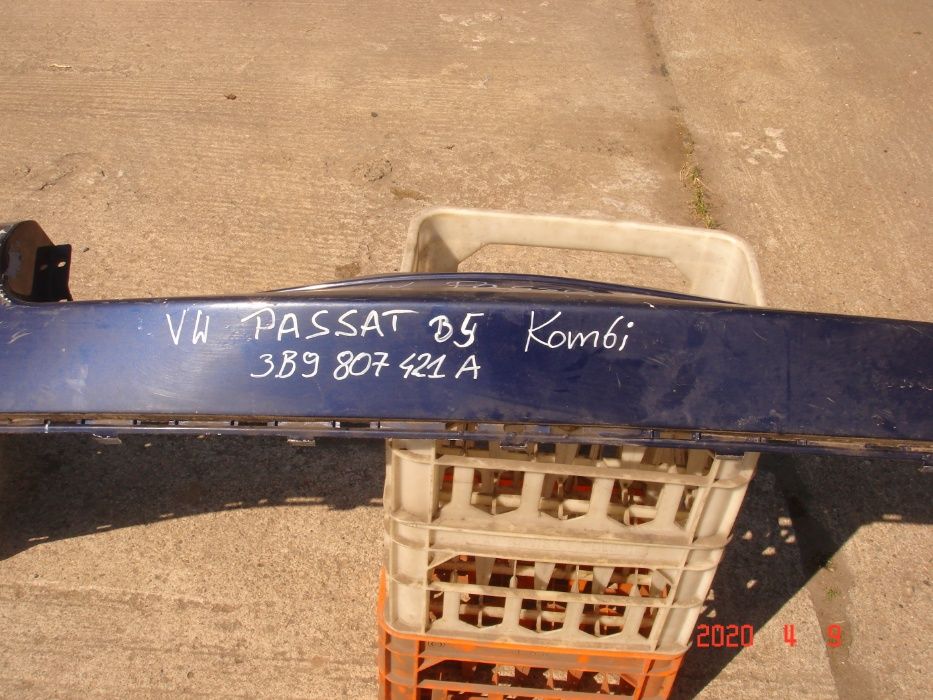 VW PASSAT B5 Kombi
3B9 807 421 A
2020 4 9